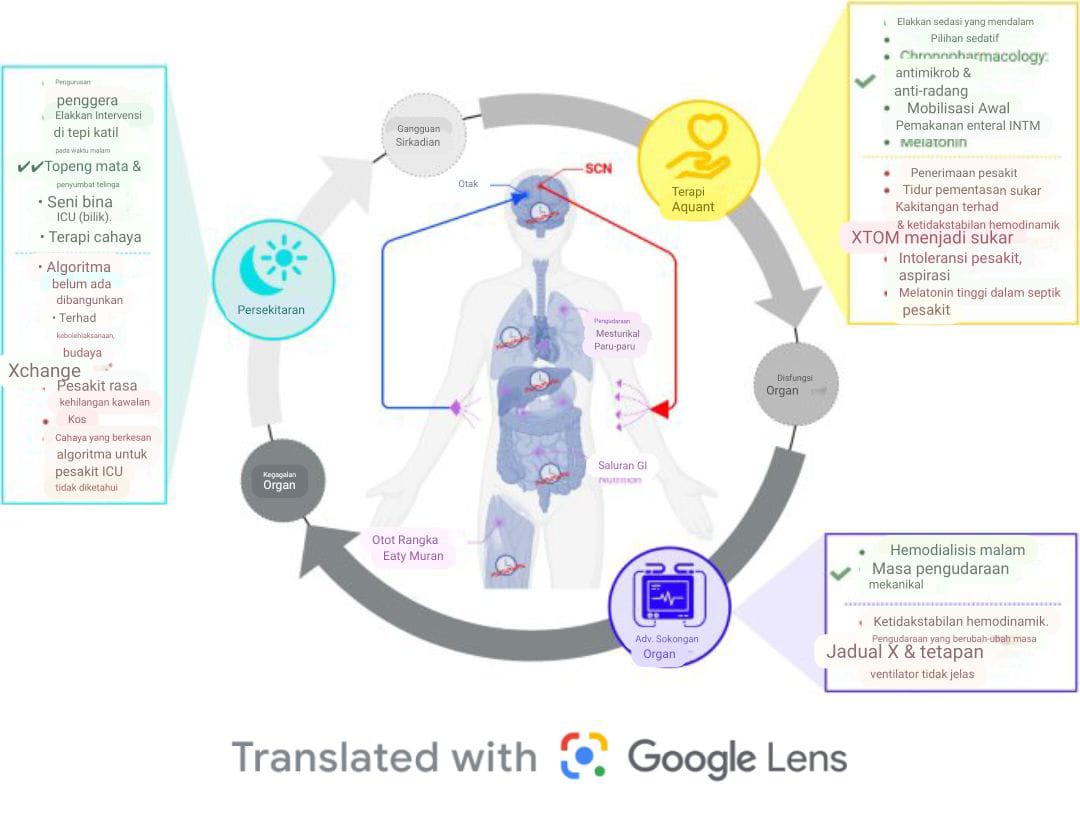 Pengurusan
penggera
Elakkan Intervensi
di tepi katil
pada waktu malam
✔✔Topeng mata &
penyumbat telinga
• Seni bina
ICU (bilik).
• Terapi cahaya
• Algoritma
belum ada
dibangunkan
• Terhad
kebolehlaksanaan,
budaya
Xchange
Pesakit rasa
kehilangan kawalan
Kos
Cahaya yang berkesan
algoritma untuk
pesakit ICU
tidak diketahui
Persekitaran
Gangguan
Sirkadian
Otak
SCN
Terapi
Aquant
• Elakkan sedasi yang mendalam
• Pilihan sedatif
• Chronopharmacology:
antimikrob &
anti-radang
• Mobilisasi Awal
Pemakanan enteral INTM
• Melatonin
• Penerimaan pesakit
• Tidur pementasan sukar
Kakitangan terhad
& ketidakstabilan hemodinamik
XTOM menjadi sukar
• Intoleransi pesakit,
aspirasi
• Melatonin tinggi dalam septik
pesakit
Pengudaraan
Mesturikal
Paru-paru
Disfungsi
Organ
Kegagalan
Organ
Saluran GI
Nutrition
Otot Rangka
Eaty Muran
Adv. Sokongan
Organ
• Hemodialisis malam
Masa pengudaraan
mekanikal
Ketidakstabilan hemodinamik.
Pengudaraan yang berubah-ubah masa
Jadual X & tetapan
ventilator tidak jelas
Translated with Google Lens